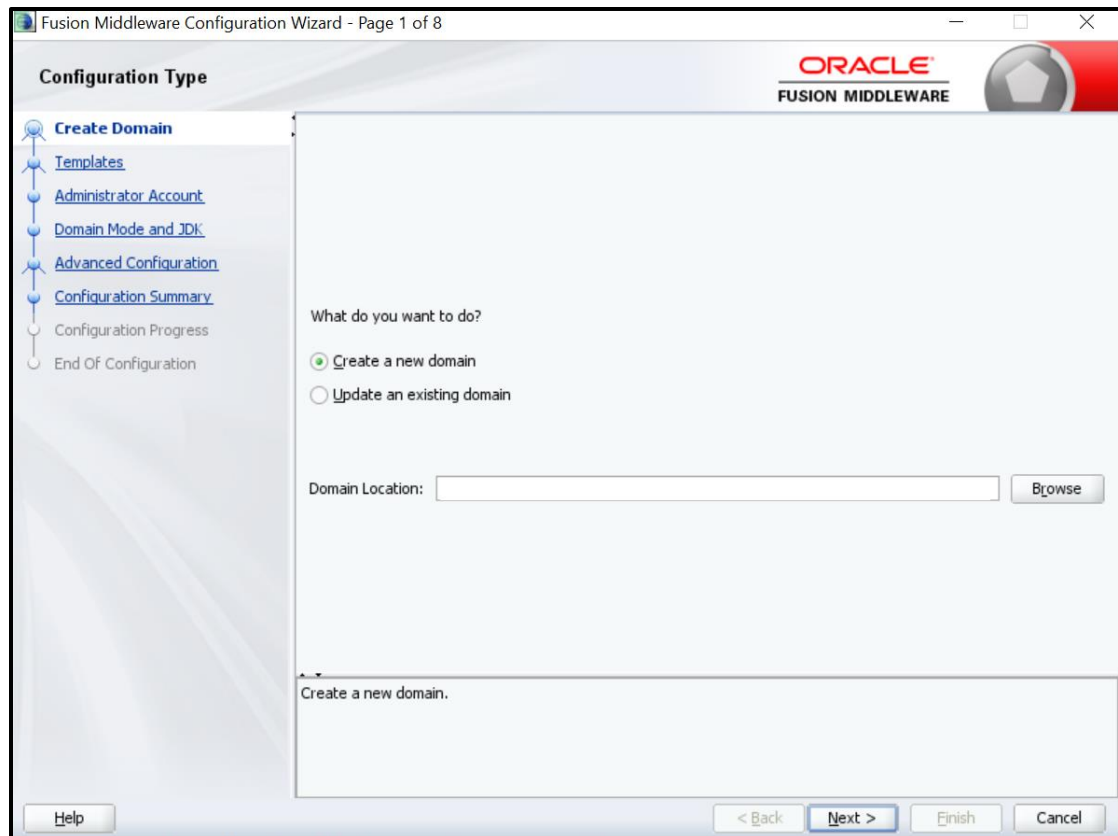 Fusion Middleware Configuration Wizard - Page 1 of 8
Configuration Type
ORACLE
FUSION MIDDLEWARE
Create Domain
Templates
Administrator Account
Domain Mode and JDK
Advanced Configuration
Configuration Summary
Configuration Progress
End Of Configuration
What do you want to do?
Create a new domain
Update an existing domain
Domain Location:
Browse
Create a new domain.
Help
< Back
Next >
Finish
Cancel